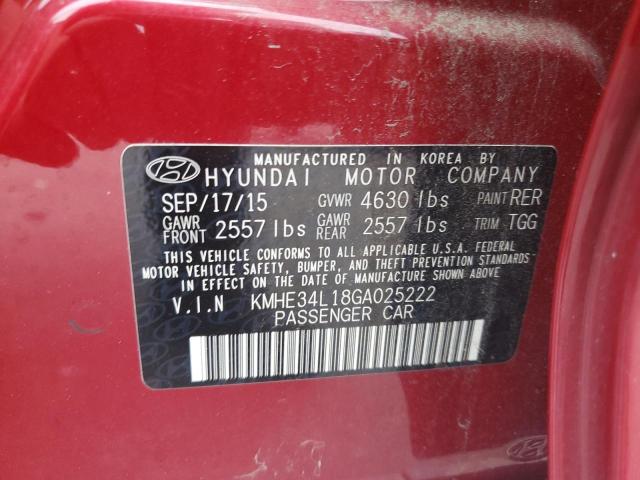 MANUFACTURED IN KOREA BY
HYUNDAI MOTOR COMPANY
SEP/17/15 GVWR 4630 lbs PAINT RER
GAWR FRONT 2557 lbs GAWR REAR 2557 lbs TRIM TGG
THIS VEHICLE CONFORMS TO ALL APPLICABLE U.S.A. FEDERAL
MOTOR VEHICLE SAFETY, BUMPER, AND THEFT PREVENTION STANDARDS
IN EFFECT ON THE DATE OF MANUFACTURE SHOWN ABOVE.
V.I.N KMHE34L18GA025222
PASSENGER CAR